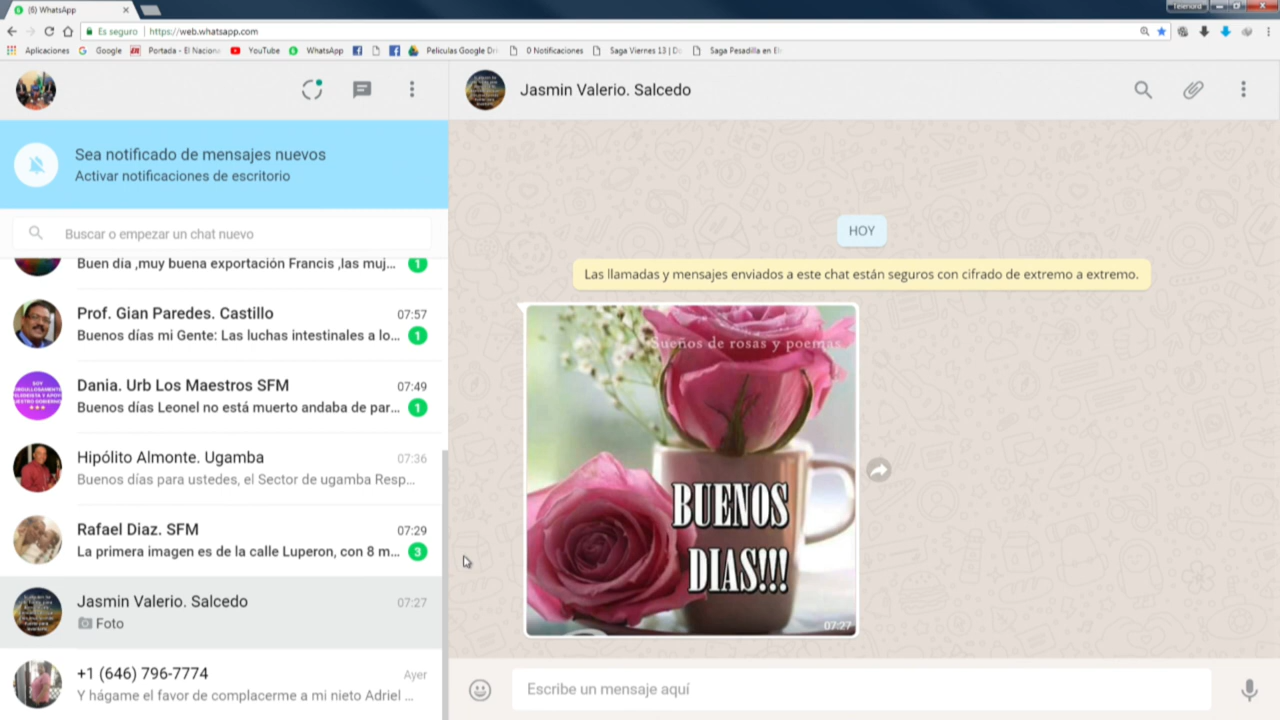 (6) WhatsApp
Telenord
Es seguro
https://web.whatsapp.com
Aplicaciones
Google
Portada - El Naciona
YouTube
WhatsApp
Peliculas Google Dri
0 Notificaciones
Saga Viernes 13 | D
Saga Pesadilla en El
Jasmin Valerio. Salcedo
Sea notificado de mensajes nuevos
Activar notificaciones de escritorio
Buscar o empezar un chat nuevo
Buen dia ,muy buena exportación Francis ,las muj...
1
Prof. Gian Paredes. Castillo
07:57
Buenos días mi Gente: Las luchas intestinales a lo...
1
Dania. Urb Los Maestros SFM
07:49
Buenos días Leonel no está muerto andaba de par...
1
Hipólito Almonte. Ugamba
07:36
Buenos días para ustedes, el Sector de ugamba Resp...
Rafael Diaz. SFM
07:29
La primera imagen es de la calle Luperon, con 8 m...
3
Jasmin Valerio. Salcedo
07:27
Foto
+1 (646) 796-7774
Ayer
Y hágame el favor de complacerme a mi nieto Adriel ...
HOY
Las llamadas y mensajes enviados a este chat están seguros con cifrado de extremo a extremo.
Sueños de rosas y poemas
BUENOS
DIAS!!!
07:27
Escribe un mensaje aquí